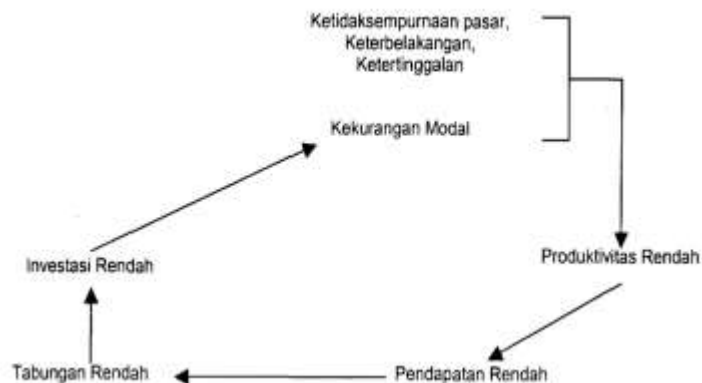 Ketidaksempurnaan pasar,
Keterbelakangan,
Ketertinggalan
Kekurangan Modal
Investasi Rendah
Produktivitas Rendah
Tabungan Rendah
Pendapatan Rendah